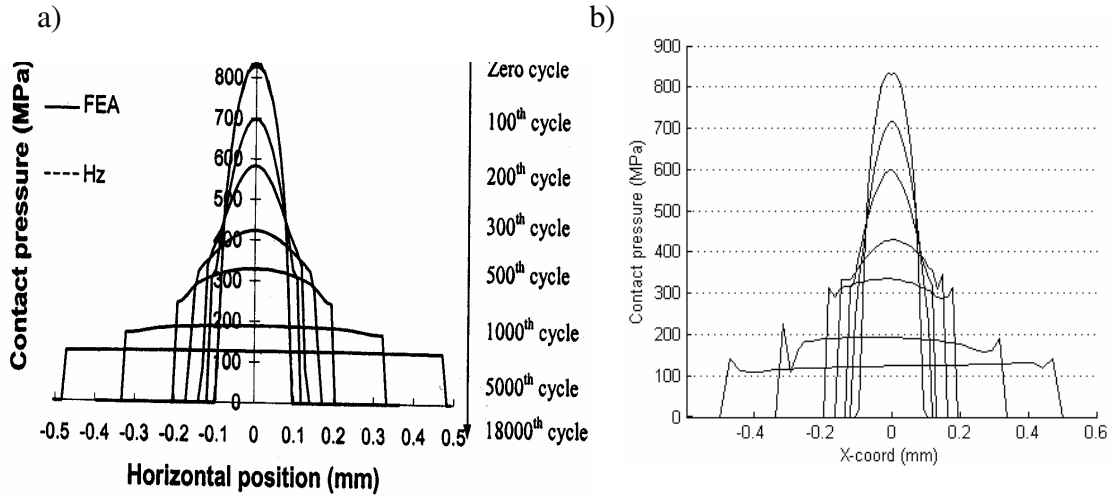 a)
Contact pressure (MPa)
800
700
600
500
400
300
200
100
0
FEA
Hz
-0.5 -0.4 -0.3 -0.2 -0.1 0 0.1 0.2 0.3 0.4 0.5
Horizontal position (mm)
Zero cycle
100th cycle
200th cycle
300th cycle
500th cycle
1000th cycle
5000th cycle
18000th cycle
b)
Contact pressure (MPa)
900
800
700
600
500
400
300
200
100
0
-0.4 -0.2 0 0.2 0.4 0.6
X-coord (mm)